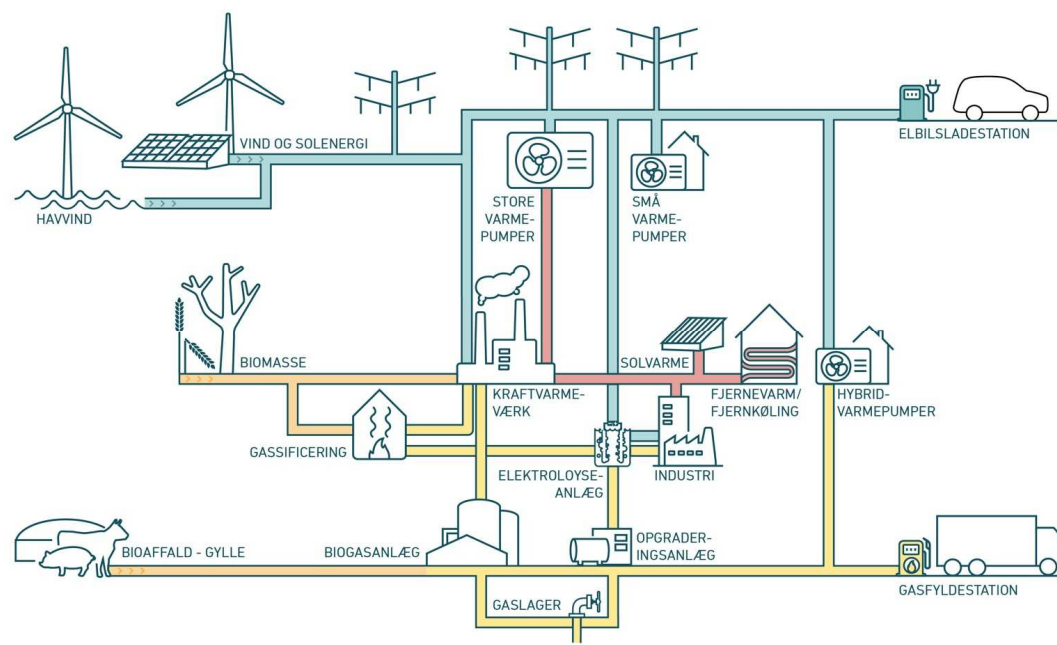 VIND OG SOLENERGI
ELBILSLADESTATION
HAVVIND
STORE
VARME-
PUMPER
SMÅ
VARME-
PUMPER
BIOMASSE
SOLVARME
KRAFTVARME-
VÆRK
FJERNEVARM/
FJERNKØLING
HYBRID-
VARMEPUMPER
GASSIFICERING
ELEKTROLOYSE-
ANLÆG
INDUSTRI
BIOAFFALD - GYLLE
BIOGASANLÆG
OPGRADER-
INGSANLÆG
GASLAGER
GASFYLDESTATION